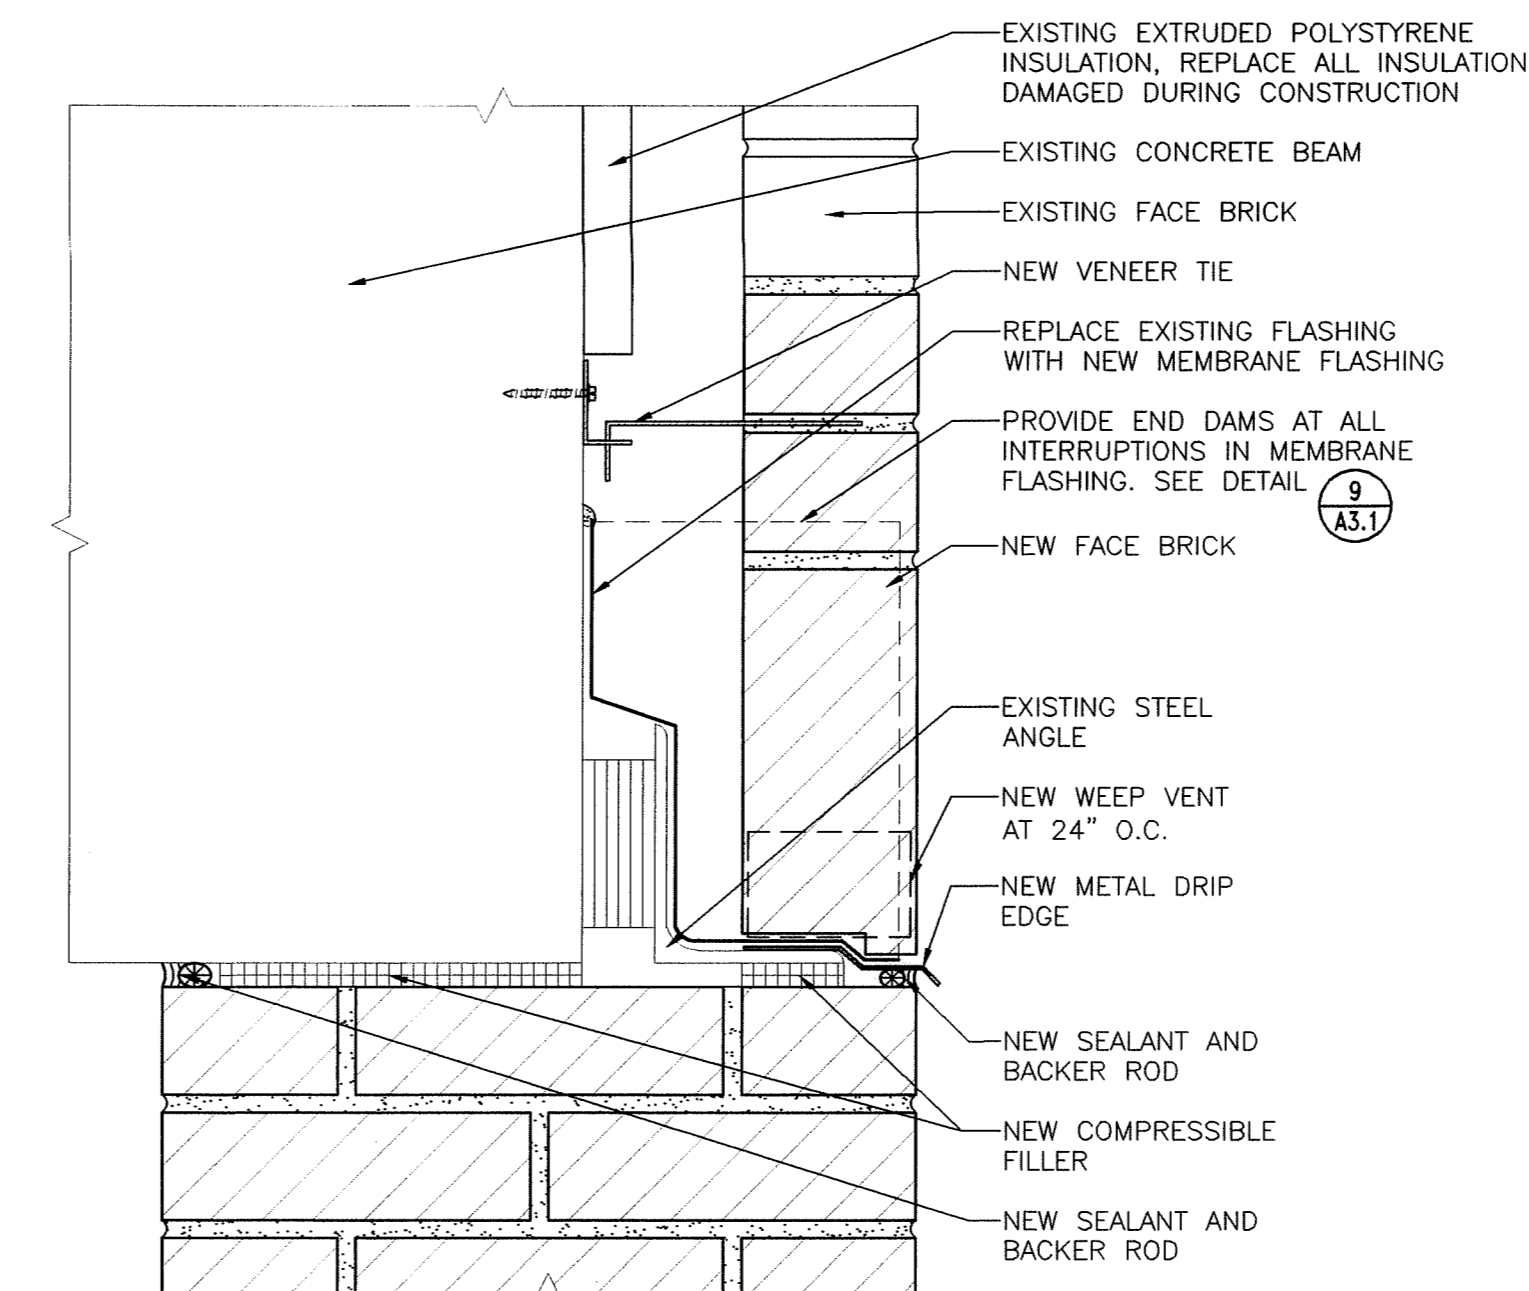 EXISTING EXTRUDED POLYSTYRENE
INSULATION, REPLACE ALL INSULATION
DAMAGED DURING CONSTRUCTION
EXISTING CONCRETE BEAM
EXISTING FACE BRICK
NEW VENEER TIE
REPLACE EXISTING FLASHING
WITH NEW MEMBRANE FLASHING
PROVIDE END DAMS AT ALL
INTERRUPTIONS IN MEMBRANE
FLASHING. SEE DETAIL
9
A3.1
NEW FACE BRICK
EXISTING STEEL
ANGLE
NEW WEEP VENT
AT 24" O.C.
NEW METAL DRIP
EDGE
NEW SEALANT AND
BACKER ROD
NEW COMPRESSIBLE
FILLER
NEW SEALANT AND
BACKER ROD